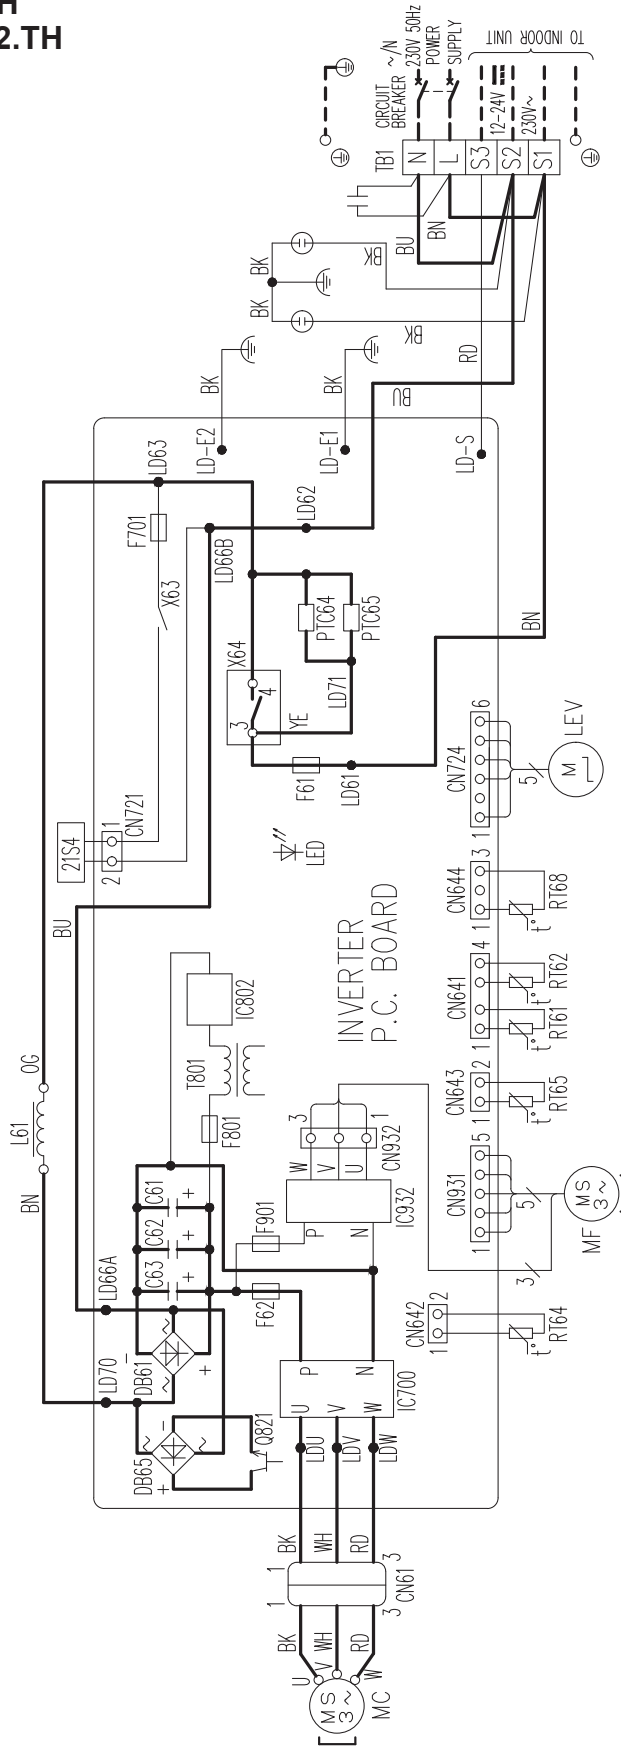 H
2.TH
TO INDOOR UNIT
~/N
230V 50Hz
POWER
SUPPLY
CIRCUIT
BREAKER
12-24V
230V~
TB1
N
L
S3
S2
S1
BU
BN
BK
BK
BK
BK
BK
BK
RD
BU
LD-E2
LD-E1
LD-S
LD63
F701
X63
LD66B
LD62
PTC64
PTC65
X64
4
3
YE
LD71
F61
LD61
BN
21S4
1
2
CN721
LED
BU
OG
L61
BN
INVERTER
P.C. BOARD
IC802
T801
F801
C61
C62
C63
+
+
+
LD66A
LD70
DB61
~
~
-
+
DB65
~
~
-
+
Q821
F901
F62
P
N
IC932
W
V
U
3
1
CN932
P
N
U
V
W
IC700
LDU
LDV
LDW
BK
WH
RD
1
1
3
3
CN61
BK
WH
RD
U
V
W
MS
3~
MC
CN642
1
2
t°
RT64
CN931
1
5
5
3
MS
3~
MF
CN643
1
2
t°
RT65
CN641
1
4
t°
RT61
t°
RT62
CN644
1
3
t°
RT68
CN724
1
6
5
M
LEV